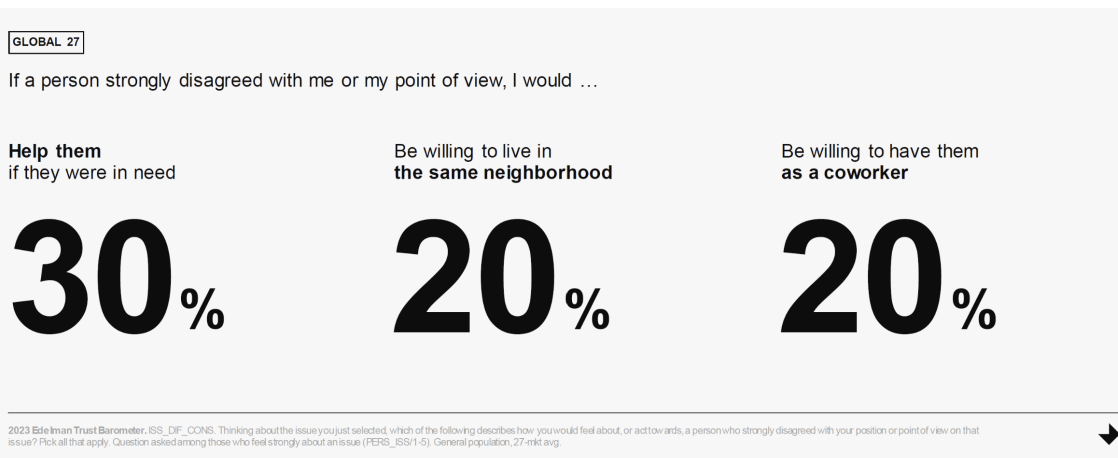 GLOBAL 27
If a person strongly disagreed with me or my point of view, I would …
Help them
if they were in need
30%
Be willing to live in
the same neighborhood
20%
Be willing to have them
as a coworker
20%
2023 Edelman Trust Barometer. ISS_DIF_CONS. Thinking about the issue you just selected, which of the following describes how you would feel about, or act towards, a person who strongly disagreed with your position or point of view on that
issue? Pick all that apply. Question asked among those who feel strongly about an issue (PERS_ISS/1-5). General population, 27-mkt avg.